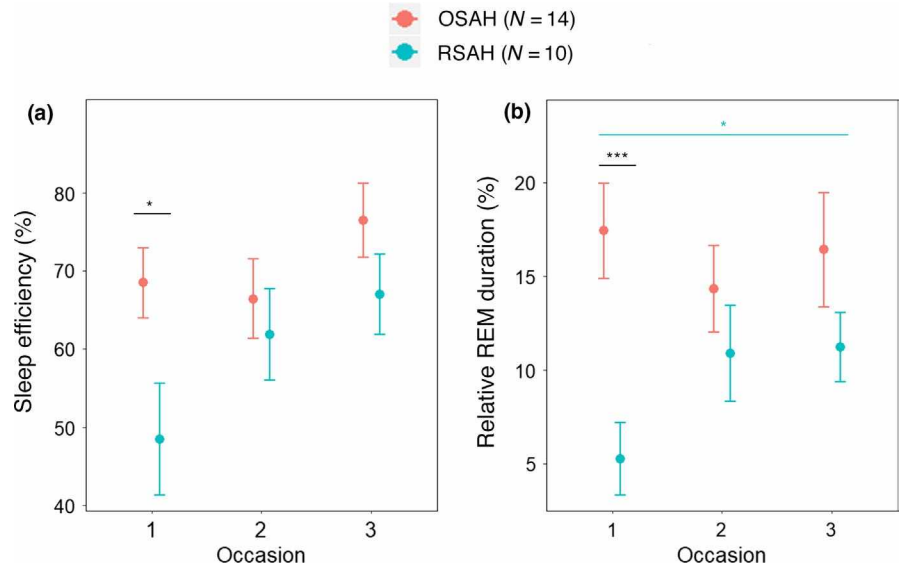 OSAH (N = 14)
RSAH (N = 10)
(a)
Sleep efficiency (%)
80
70
60
50
40
*
1 2 3
Occasion
(b)
Relative REM duration (%)
20
15
10
5
*
***
1 2 3
Occasion